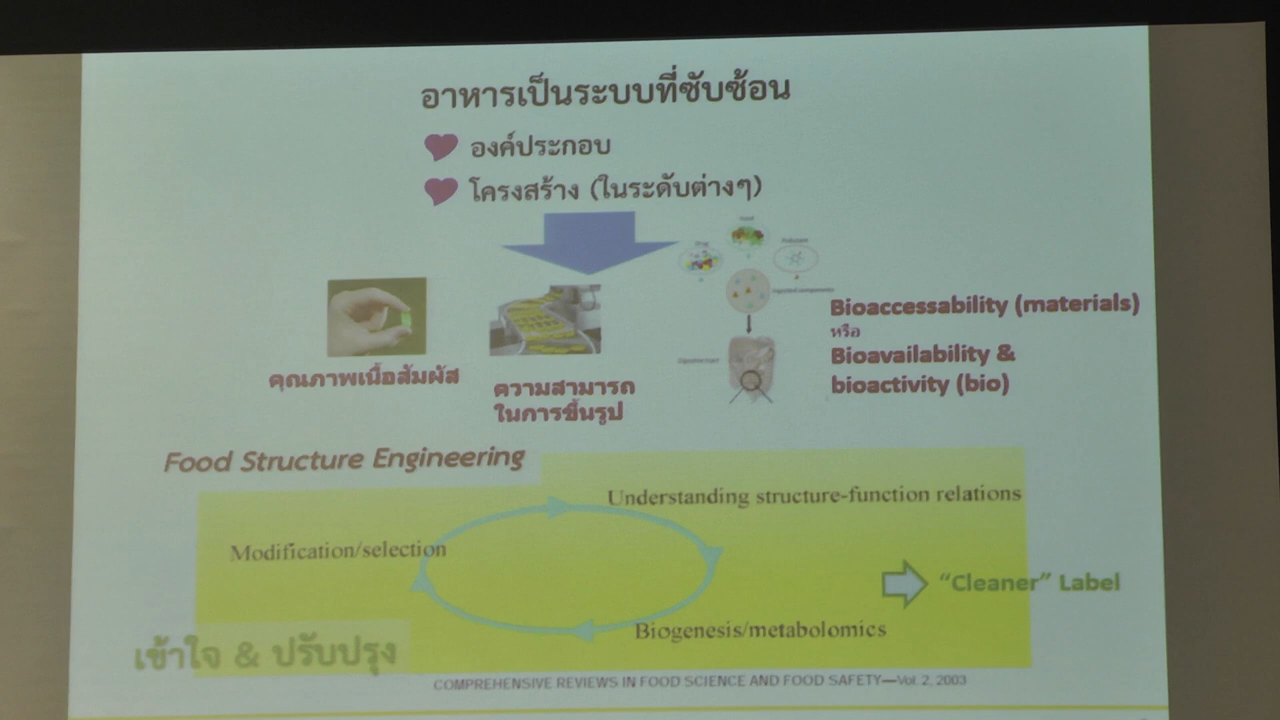 อาหารเป็นระบบที่ซับซ้อน
องค์ประกอบ
โครงสร้าง (ในระดับต่างๆ)
Food
Drug
Bioaccessability (materials)
หรือ
Bioavailability &
bioactivity (bio)
คุณภาพเนื้อสัมผัส
ความสามารถ
ในการขึ้นรูป
Food Structure Engineering
Understanding structure-function relations
Modification/selection
"Cleaner" Label
Biogenesis/metabolomics
เข้าใจ & ปรับปรุง
COMPREHENSIVE REVIEWS IN FOOD SCIENCE AND FOOD SAFETY—Vol. 2, 2003